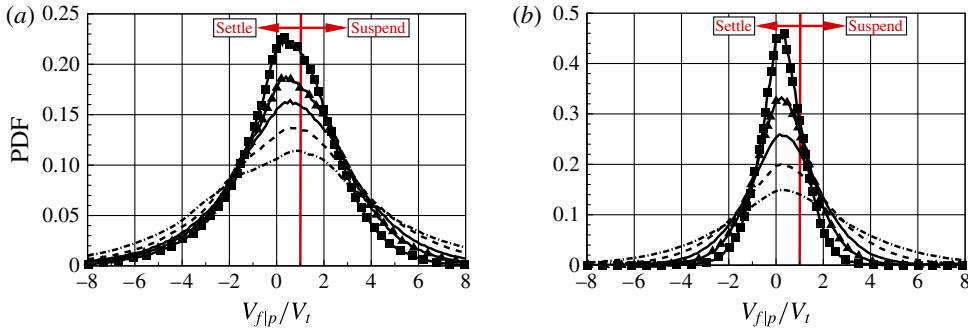 (a)
Settle
Suspend
0.25
0.20
0.15
0.10
0.05
0
PDF
−8 −6 −4 −2 0 2 4 6 8
V_{f|p}/V_t
(b)
Settle
Suspend
0.5
0.4
0.3
0.2
0.1
0
−8 −6 −4 −2 0 2 4 6 8
V_{f|p}/V_t